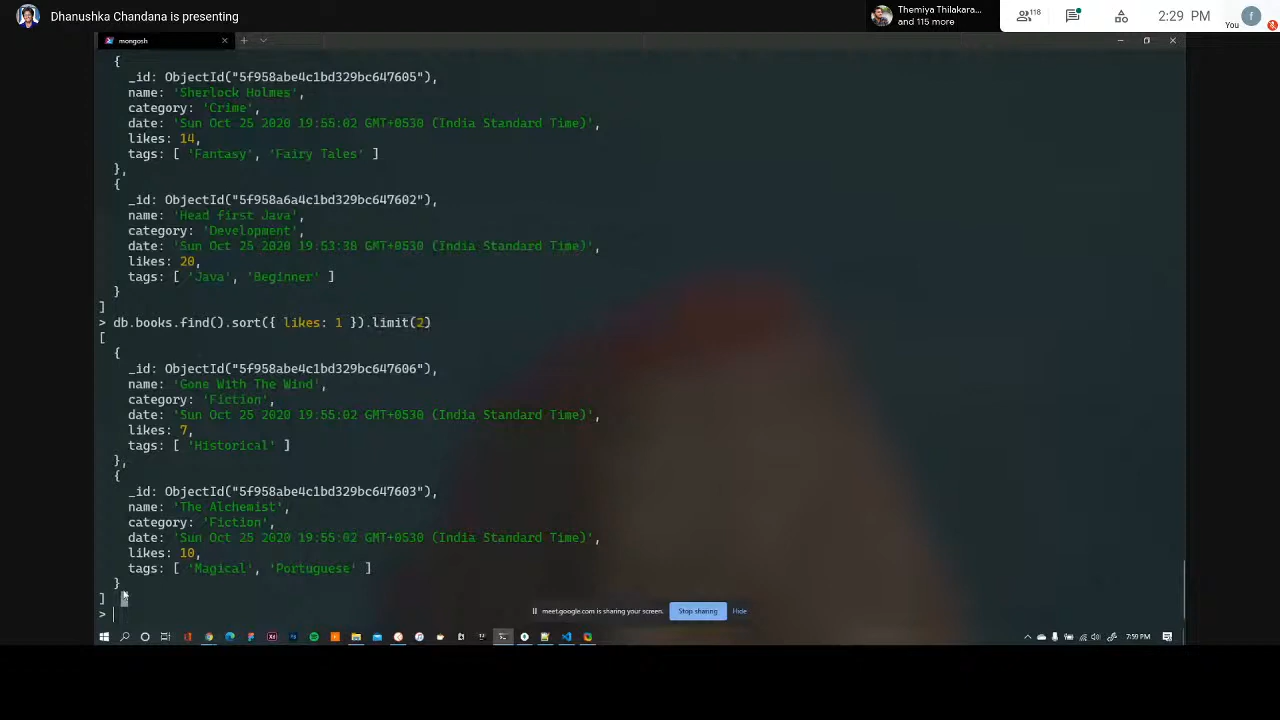 Dhanushka Chandana is presenting
Themiya Thilakara...
and 115 more
118
2:29 PM
f
You
mongosh
{
_id: ObjectId("5f958abe4c1bd329bc647605"),
name: 'Sherlock Holmes',
category: 'Crime',
date: 'Sun Oct 25 2020 19:55:02 GMT+0530 (India Standard Time)',
likes: 14,
tags: [ 'Fantasy', 'Fairy Tales' ]
},
{
_id: ObjectId("5f958a6a4c1bd329bc647602"),
name: 'Head first Java',
category: 'Development',
date: 'Sun Oct 25 2020 19:53:38 GMT+0530 (India Standard Time)',
likes: 20,
tags: [ 'Java', 'Beginner' ]
}
]
> db.books.find().sort({ likes: 1 }).limit(2)
[
{
_id: ObjectId("5f958abe4c1bd329bc647606"),
name: 'Gone With The Wind',
category: 'Fiction',
date: 'Sun Oct 25 2020 19:55:02 GMT+0530 (India Standard Time)',
likes: 7,
tags: [ 'Historical' ]
},
{
_id: ObjectId("5f958abe4c1bd329bc647603"),
name: 'The Alchemist',
category: 'Fiction',
date: 'Sun Oct 25 2020 19:55:02 GMT+0530 (India Standard Time)',
likes: 10,
tags: [ 'Magical', 'Portuguese' ]
}
]
>
meet.google.com is sharing your screen.
Stop sharing
Hide
7:59 PM